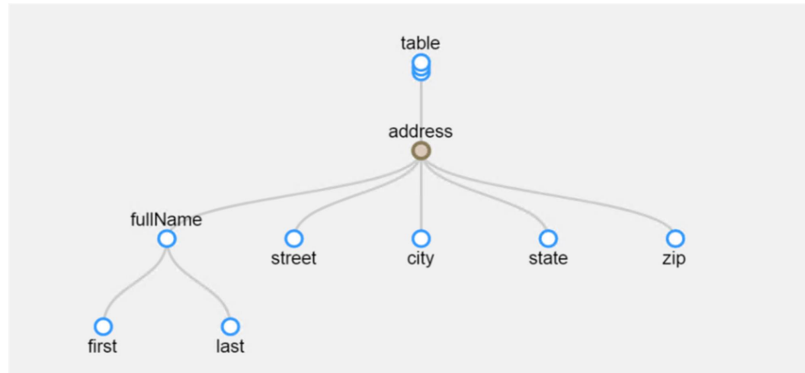 table
address
fullName
street
city
state
zip
first
last